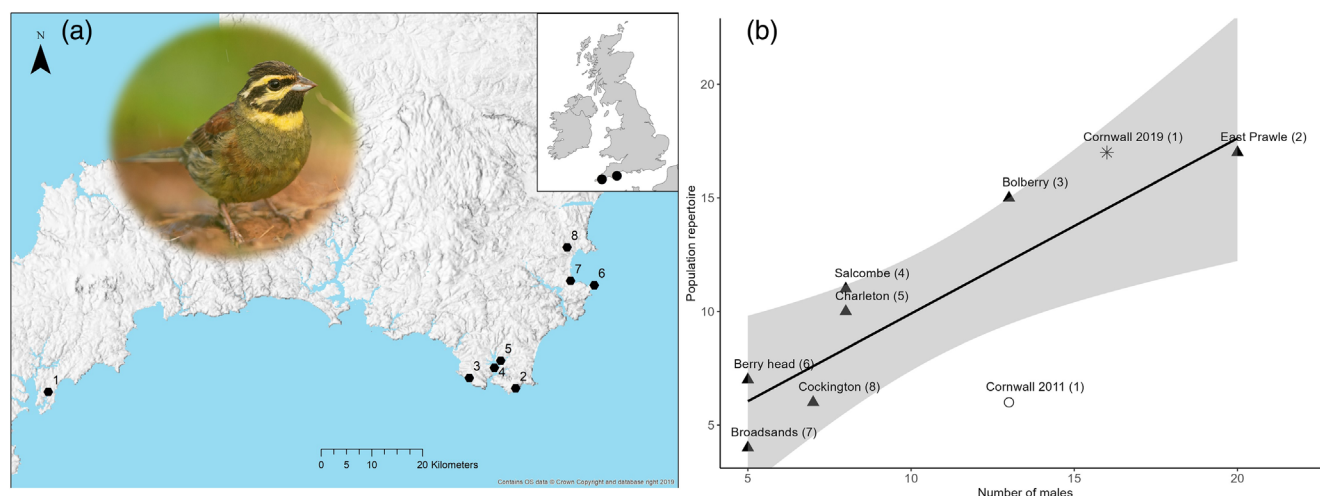 (a)
N
8
7
6
5
4
3
2
1
0 5 10 20 Kilometers
Contains OS data © Crown Copyright and database right 2019
(b)
Population repertoire
20
15
10
5
Cornwall 2019 (1)
East Prawle (2)
Bolberry (3)
Salcombe (4)
Charleton (5)
Berry head (6)
Cockington (8)
Cornwall 2011 (1)
Broadsands (7)
5 10 15 20
Number of males